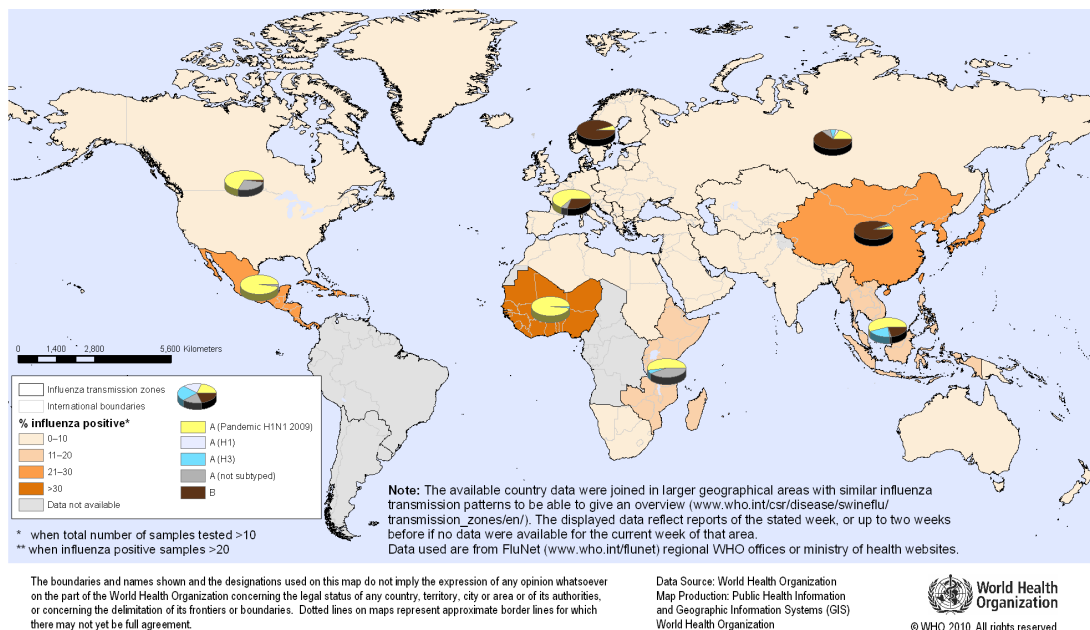 0 1,400 2,800 5,600 Kilometers
Influenza transmission zones
International boundaries
% influenza positive*
0–10
11–20
21–30
>30
Data not available
A (Pandemic H1N1 2009)
A (H1)
A (H3)
A (not subtyped)
B
* when total number of samples tested >10
** when influenza positive samples >20
Note: The available country data were joined in larger geographical areas with similar influenza
transmission patterns to be able to give an overview (www.who.int/csr/disease/swineflu/
transmission_zones/en/). The displayed data reflect reports of the stated week, or up to two weeks
before if no data were available for the current week of that area.
Data used are from FluNet (www.who.int/flunet) regional WHO offices or ministry of health websites.
The boundaries and names shown and the designations used on this map do not imply the expression of any opinion whatsoever
on the part of the World Health Organization concerning the legal status of any country, territory, city or area or of its authorities,
or concerning the delimitation of its frontiers or boundaries. Dotted lines on maps represent approximate border lines for which
there may not yet be full agreement.
Data Source: World Health Organization
Map Production: Public Health Information
and Geographic Information Systems (GIS)
World Health Organization
World Health
Organization
© WHO 2010. All rights reserved